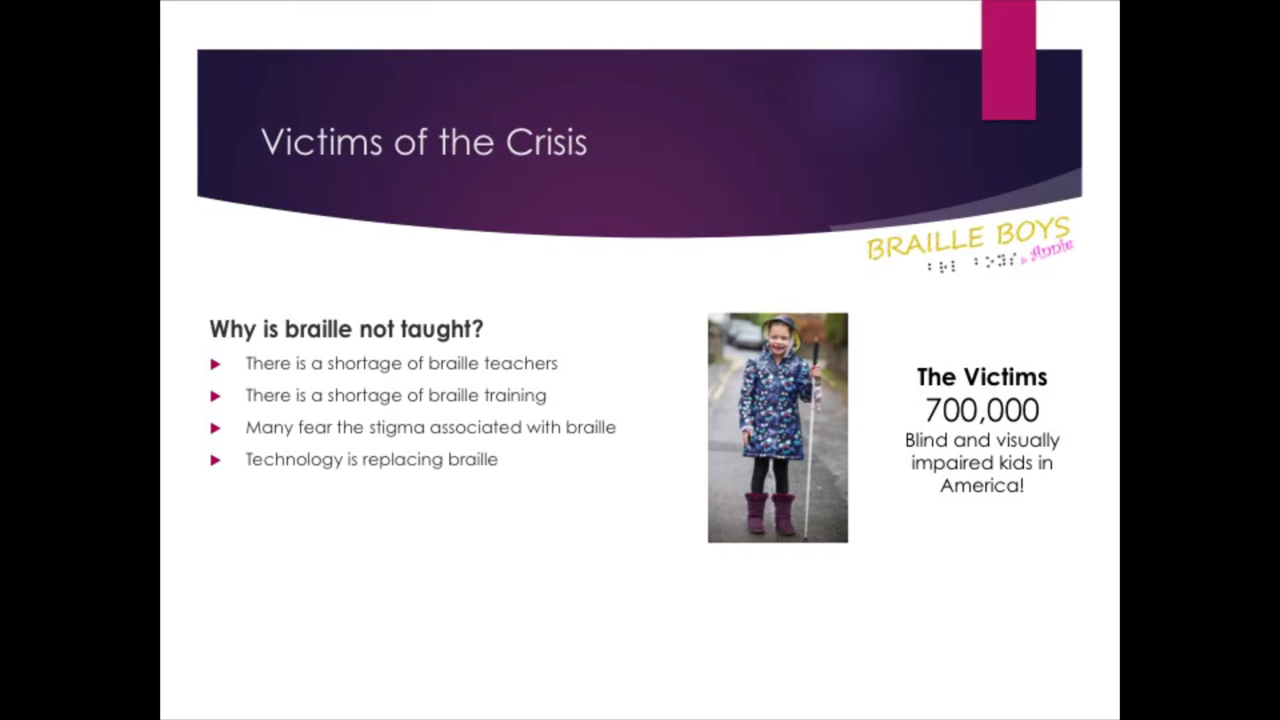 Victims of the Crisis
BRAILLE BOYS
& Annie
Why is braille not taught?
There is a shortage of braille teachers
There is a shortage of braille training
Many fear the stigma associated with braille
Technology is replacing braille
The Victims
700,000
Blind and visually
impaired kids in
America!